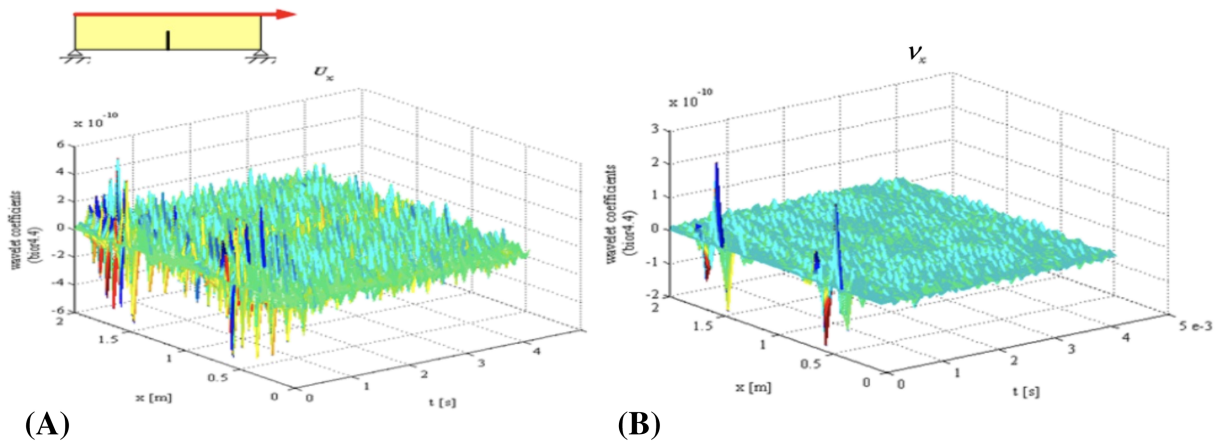 U_x
x 10^-10
6
4
2
0
-2
-4
-6
wavelet coefficients
(bior4.4)
2
1.5
1
0.5
0
x [m]
0
1
2
3
4
t [s]
(A)
ν_x
x 10^-10
3
2
1
0
-1
-2
wavelet coefficients
(bior4.4)
2
1.5
1
0.5
0
x [m]
0
1
2
3
4
5 e-3
t [s]
(B)